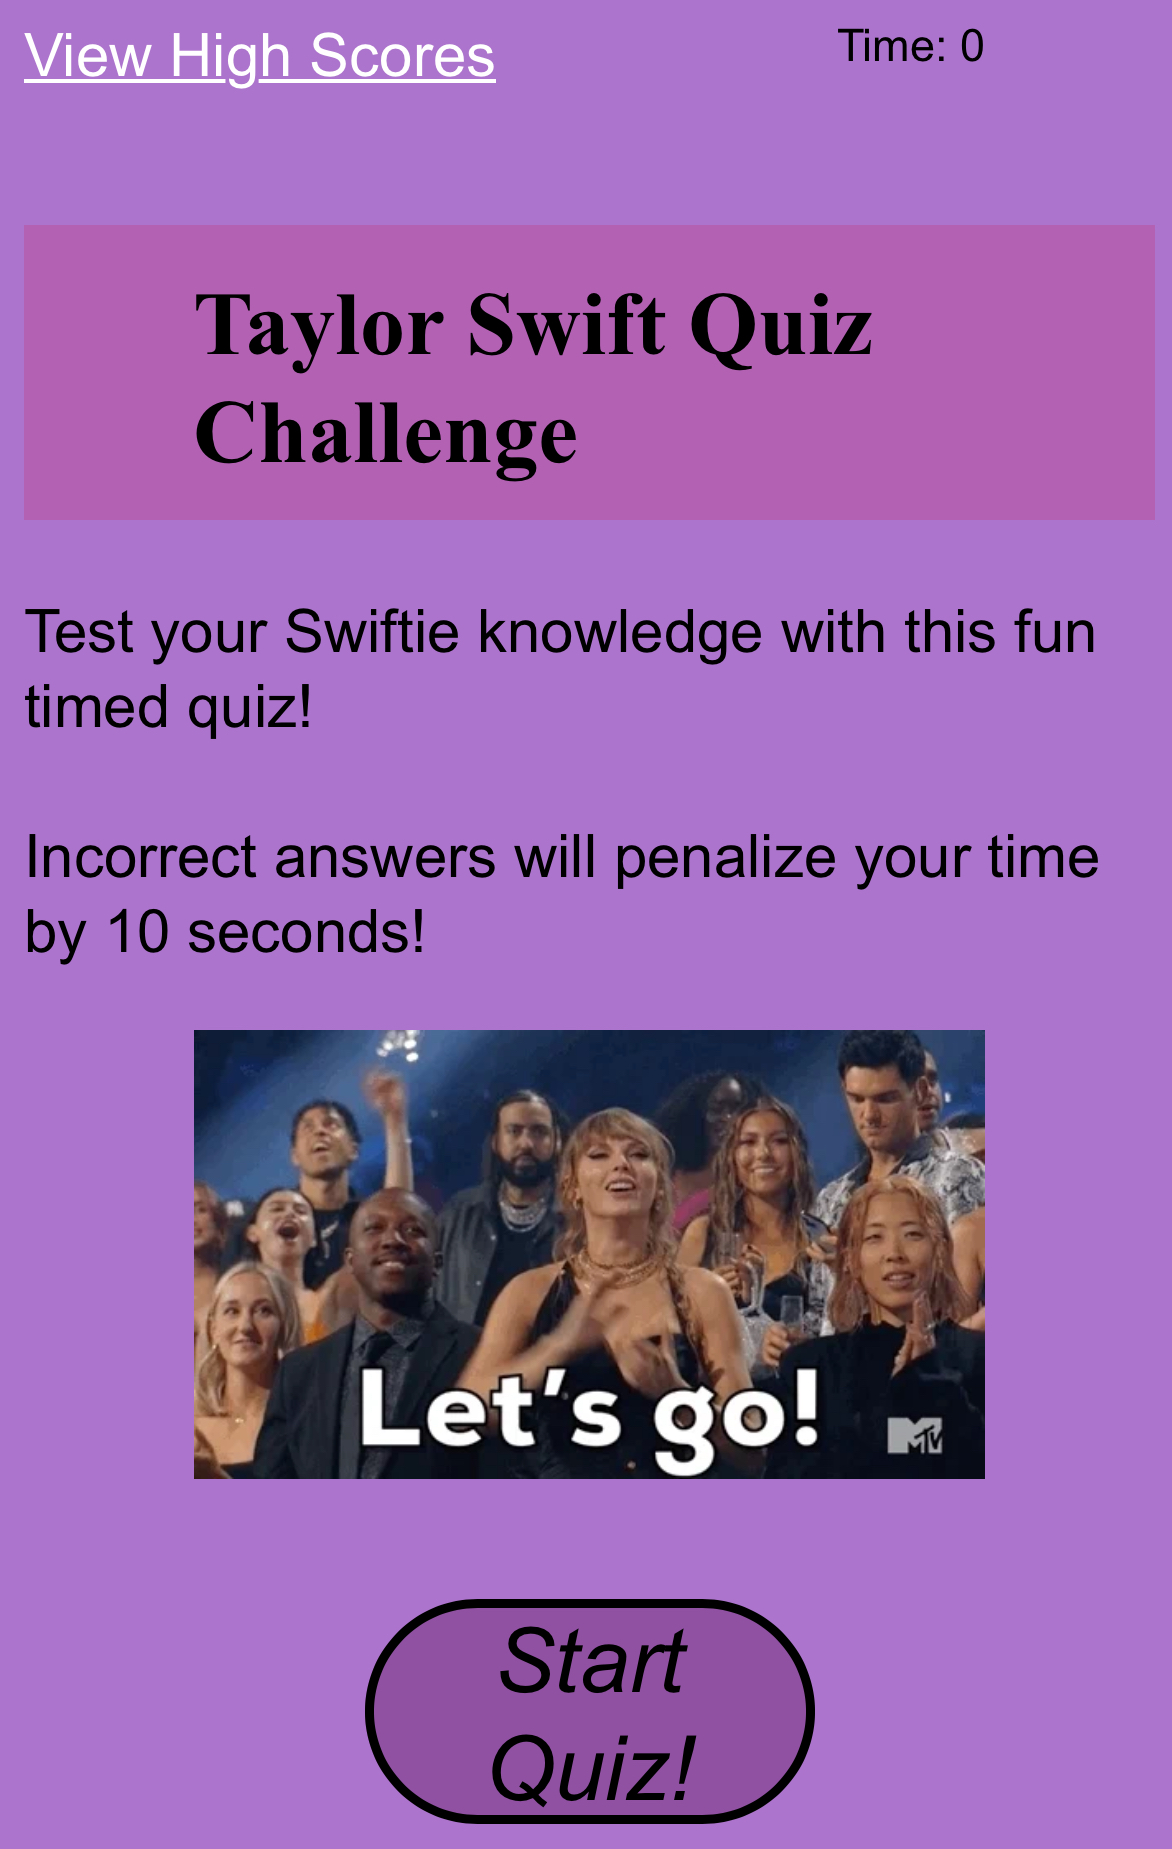 View High Scores
Time: 0
Taylor Swift Quiz
Challenge
Test your Swiftie knowledge with this fun
timed quiz!
Incorrect answers will penalize your time
by 10 seconds!
Let's go!
MTV
Start
Quiz!